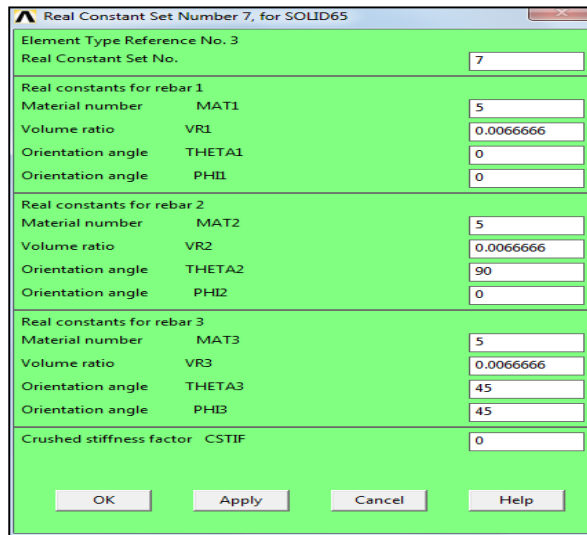 Real Constant Set Number 7, for SOLID65
Element Type Reference No. 3
Real Constant Set No. 7
Real constants for rebar 1
Material number MAT1 5
Volume ratio VR1 0.0066666
Orientation angle THETA1 0
Orientation angle PHI1 0
Real constants for rebar 2
Material number MAT2 5
Volume ratio VR2 0.0066666
Orientation angle THETA2 90
Orientation angle PHI2 0
Real constants for rebar 3
Material number MAT3 5
Volume ratio VR3 0.0066666
Orientation angle THETA3 45
Orientation angle PHI3 45
Crushed stiffness factor CSTIF 0
OK Apply Cancel Help